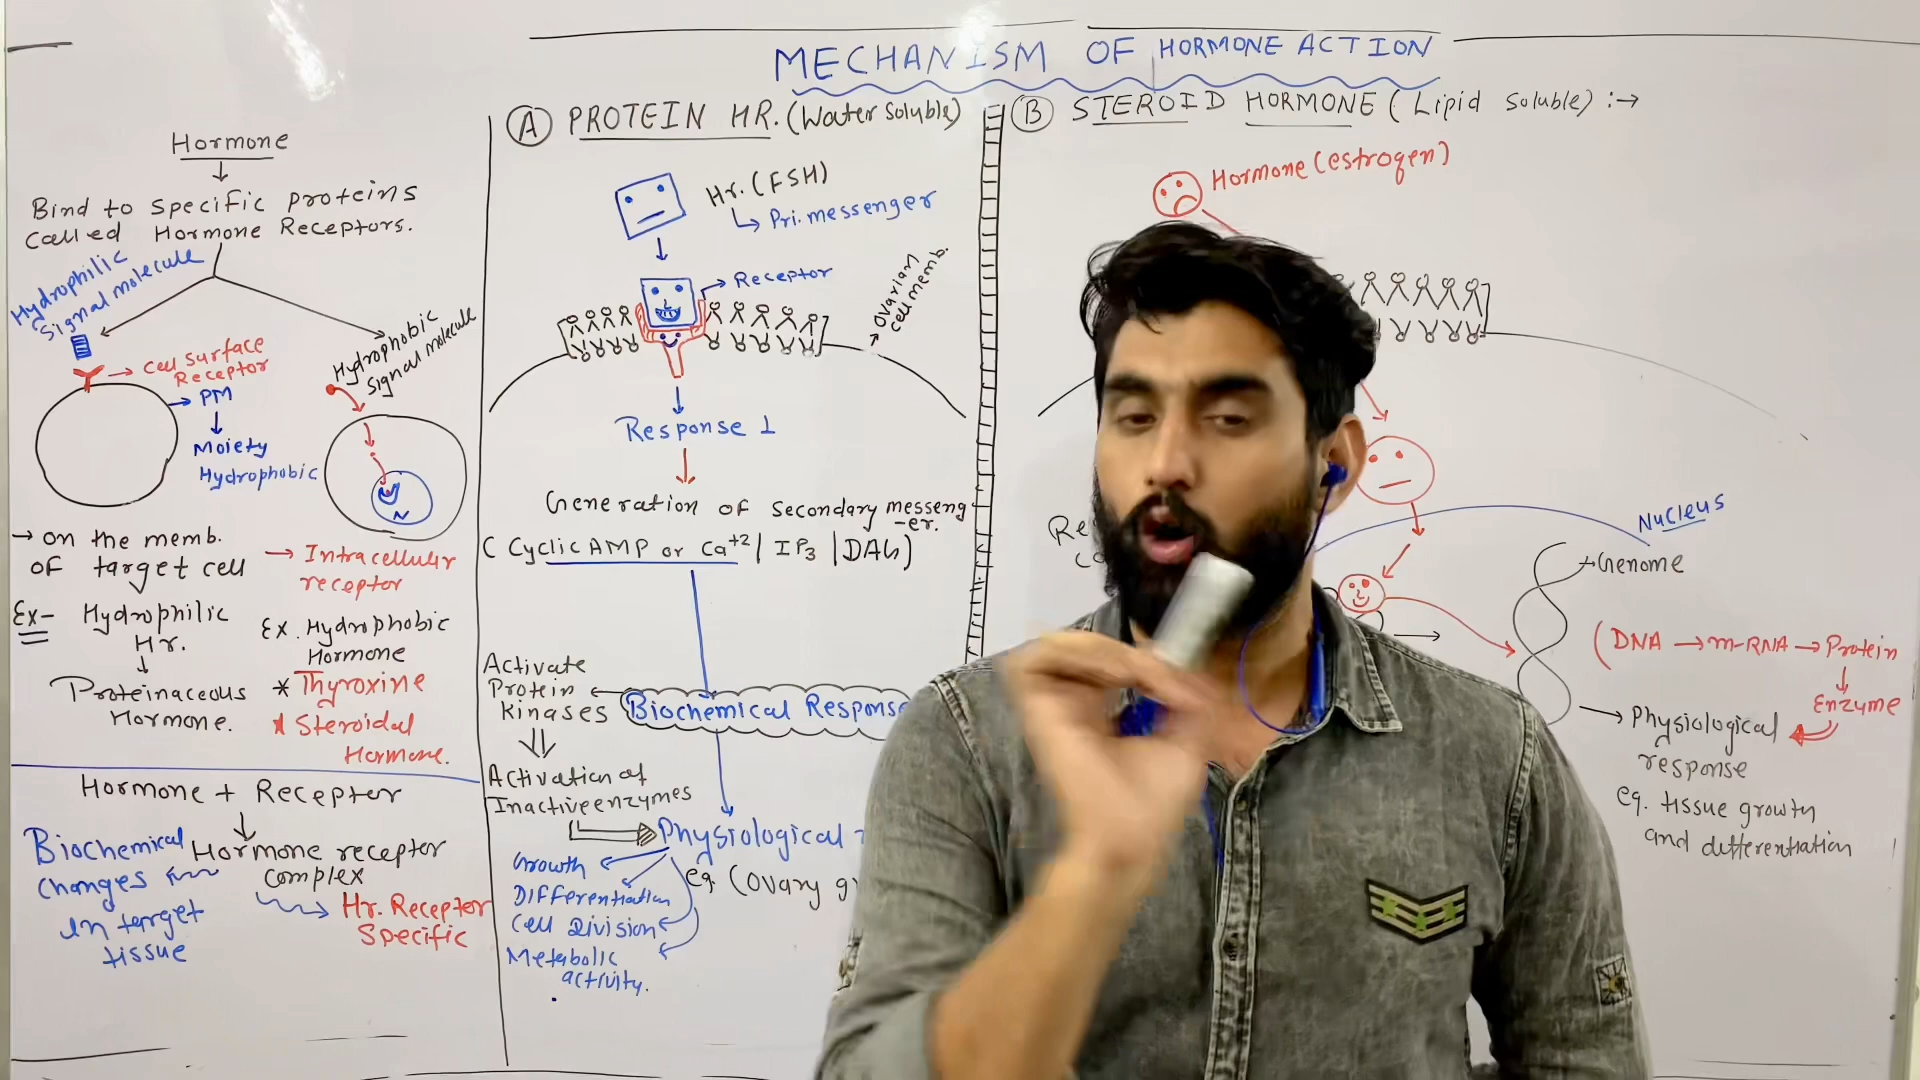 MECHANISM OF HORMONE ACTION
Hormone
Bind to specific proteins
called Hormone Receptors.
Hydrophilic
Signal molecule
Cell Surface
Receptor
PM
Moiety
Hydrophobic
Hydrophobic
signal molecule
N
→ on the memb.
of target cell
Ex- Hydrophilic
Hr.
Proteinaceous
Hormone.
→ Intracellular
receptor
Ex. Hydrophobic
Hormone
* Thyroxine
* Steroidal
Hormone.
Hormone + Receptor
Hormone receptor
complex
Biochemical
changes
in target
tissue
Hr. Receptor
Specific
(A) PROTEIN HR. (Water soluble)
Hr. (FSH)
Pri. messenger
Receptor
→ Ovarian
cell memb.
Response 1
Generation of secondary messeng
-er.
( Cyclic AMP or Ca+2 | IP3 | DAG)
Activate
Protein
kinases
Biochemical Response
Activation of
Inactive enzymes
Physiological
eg. (Ovary
Growth
Differentiation
Cell Division
Metabolic
activity.
(B) STEROID HORMONE ( Lipid soluble) :→
Hormone (estrogen)
Nucleus
→ Genome
(DNA → m-RNA → Protein
Enzyme
→ Physiological
response
eg. tissue growth
and differentiation